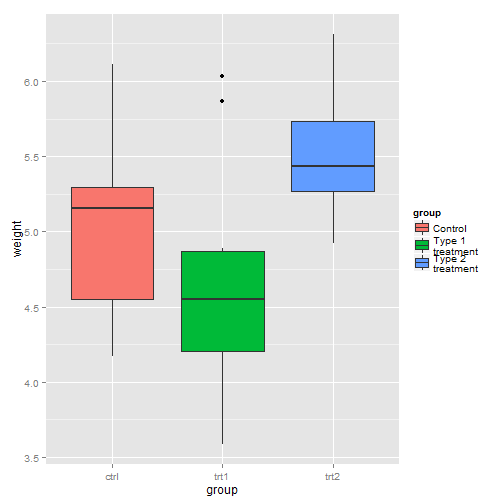 6.0
5.5
5.0
4.5
4.0
3.5
weight
ctrl
trt1
trt2
group
group
Control
Type 1
treatment
Type 2
treatment